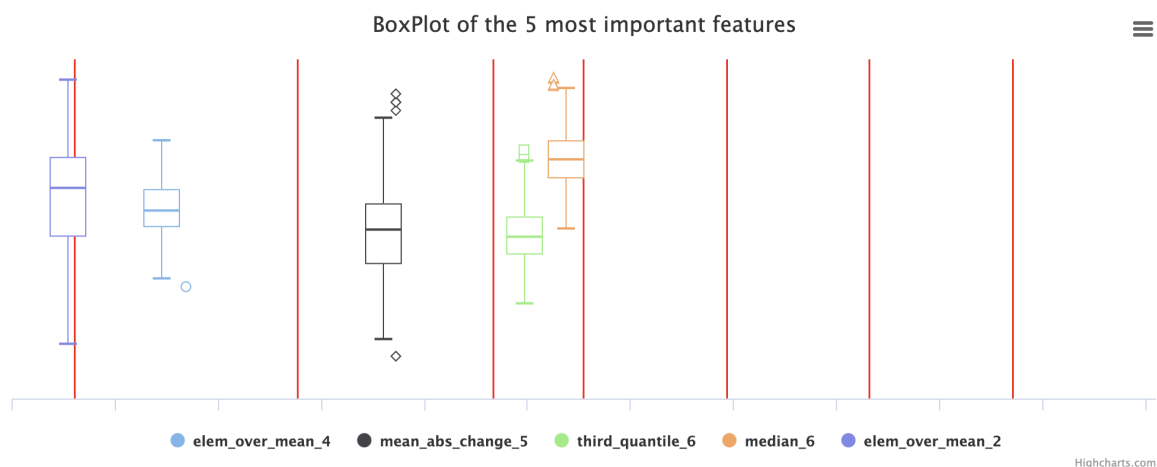 BoxPlot of the 5 most important features
elem_over_mean_4 mean_abs_change_5 third_quantile_6 median_6 elem_over_mean_2
Highcharts.com